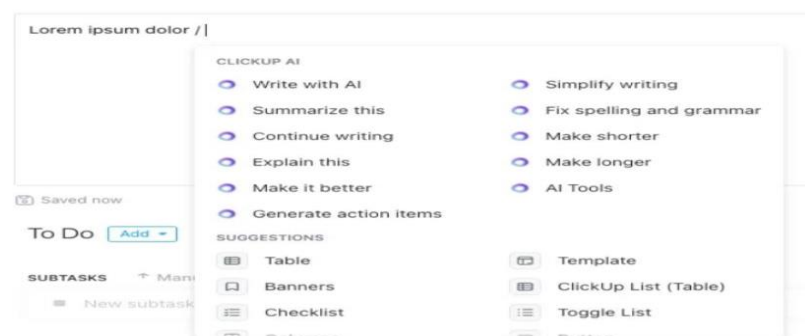 Lorem ipsum dolor /
CLICKUP AI
Write with AI
Simplify writing
Summarize this
Fix spelling and grammar
Continue writing
Make shorter
Explain this
Make longer
Make it better
AI Tools
Generate action items
Saved now
To Do Add
SUGGESTIONS
Table
Template
SUBTASKS
Banners
ClickUp List (Table)
New subtask
Checklist
Toggle List